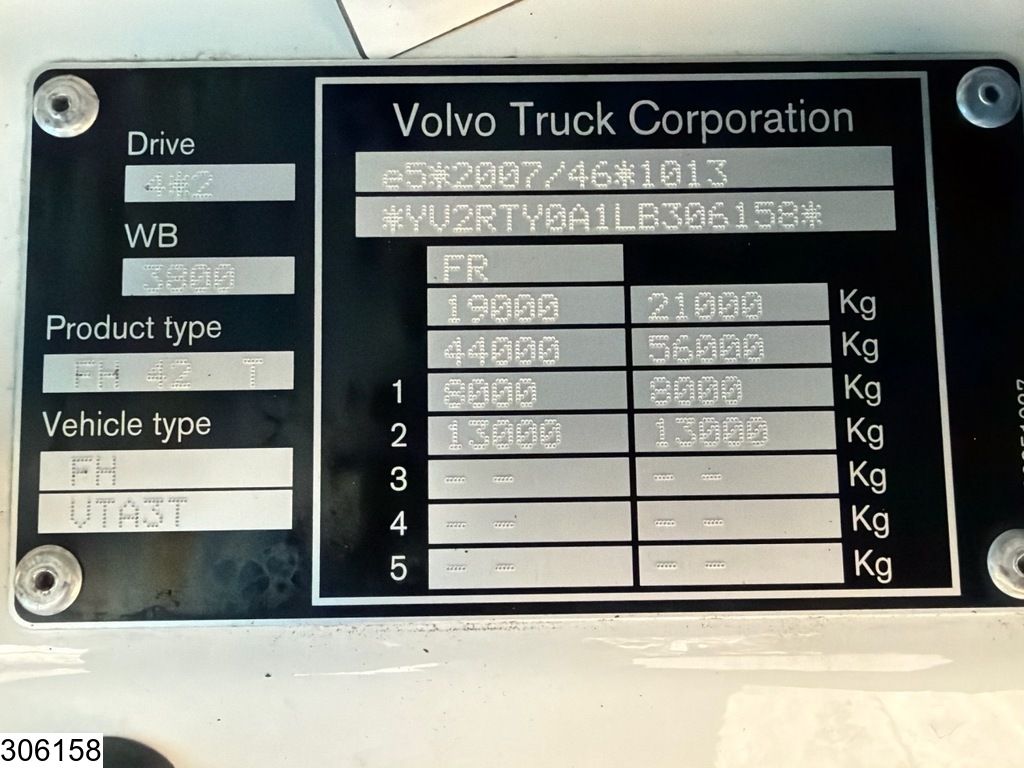 Volvo Truck Corporation
Drive
4*2
WB
3800
Product type
FH 42 T
Vehicle type
FH
VTA3T
e5*2007/46*1013
*YV2RTY0A1LB306158*
FR
19000 21000 Kg
44000 56000 Kg
1 8000 8000 Kg
2 13000 13000 Kg
3 -- -- -- -- Kg
4 -- -- -- -- Kg
5 -- -- -- -- Kg
306158